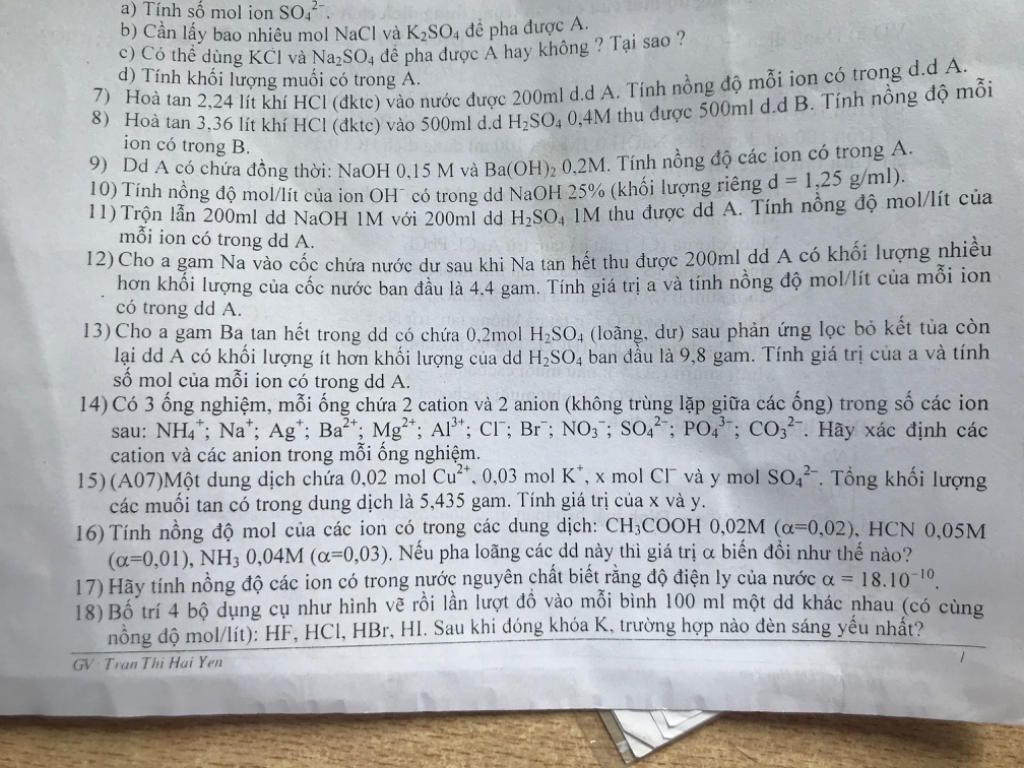 a) Tính số mol ion SO₄²⁻.
b) Cần lấy bao nhiêu mol NaCl và K₂SO₄ để pha được A.
c) Có thể dùng KCl và Na₂SO₄ để pha được A hay không ? Tại sao ?
d) Tính khối lượng muối có trong A.
7) Hoà tan 2,24 lít khí HCl (đktc) vào nước được 200ml d.d A. Tính nồng độ mỗi ion có trong d.d A.
8) Hoà tan 3,36 lít khí HCl (đktc) vào 500ml d.d H₂SO₄ 0,4M thu được 500ml d.d B. Tính nồng độ mỗi
ion có trong B.
9) Dd A có chứa đồng thời: NaOH 0,15 M và Ba(OH)₂ 0,2M. Tính nồng độ các ion có trong A.
10) Tính nồng độ mol/lít của ion OH⁻ có trong dd NaOH 25% (khối lượng riêng d = 1,25 g/ml).
11) Trộn lẫn 200ml dd NaOH 1M với 200ml dd H₂SO₄ 1M thu được dd A. Tính nồng độ mol/lít của
mỗi ion có trong dd A.
12) Cho a gam Na vào cốc chứa nước dư sau khi Na tan hết thu được 200ml dd A có khối lượng nhiều
hơn khối lượng của cốc nước ban đầu là 4,4 gam. Tính giá trị a và tính nồng độ mol/lít của mỗi ion
có trong dd A.
13) Cho a gam Ba tan hết trong dd có chứa 0,2mol H₂SO₄ (loãng, dư) sau phản ứng lọc bỏ kết tủa còn
lại dd A có khối lượng ít hơn khối lượng của dd H₂SO₄ ban đầu là 9,8 gam. Tính giá trị của a và tính
số mol của mỗi ion có trong dd A.
14) Có 3 ống nghiệm, mỗi ống chứa 2 cation và 2 anion (không trùng lặp giữa các ống) trong số các ion
sau: NH₄⁺; Na⁺; Ag⁺; Ba²⁺; Mg²⁺; Al³⁺; Cl⁻; Br⁻; NO₃⁻; SO₄²⁻; PO₄³⁻; CO₃²⁻. Hãy xác định các
cation và các anion trong mỗi ống nghiệm.
15) (A07)Một dung dịch chứa 0,02 mol Cu²⁺, 0,03 mol K⁺, x mol Cl⁻ và y mol SO₄²⁻. Tổng khối lượng
các muối tan có trong dung dịch là 5,435 gam. Tính giá trị của x và y.
16) Tính nồng độ mol của các ion có trong các dung dịch: CH₃COOH 0,02M (α=0,02), HCN 0,05M
(α=0,01), NH₃ 0,04M (α=0,03). Nếu pha loãng các dd này thì giá trị α biến đổi như thế nào?
17) Hãy tính nồng độ các ion có trong nước nguyên chất biết rằng độ điện ly của nước α = 18.10⁻¹⁰.
18) Bố trí 4 bộ dụng cụ như hình vẽ rồi lần lượt đổ vào mỗi bình 100 ml một dd khác nhau (có cùng
nồng độ mol/lít): HF, HCl, HBr, HI. Sau khi đóng khóa K, trường hợp nào đèn sáng yếu nhất?
GV Tran Thi Hai Yen